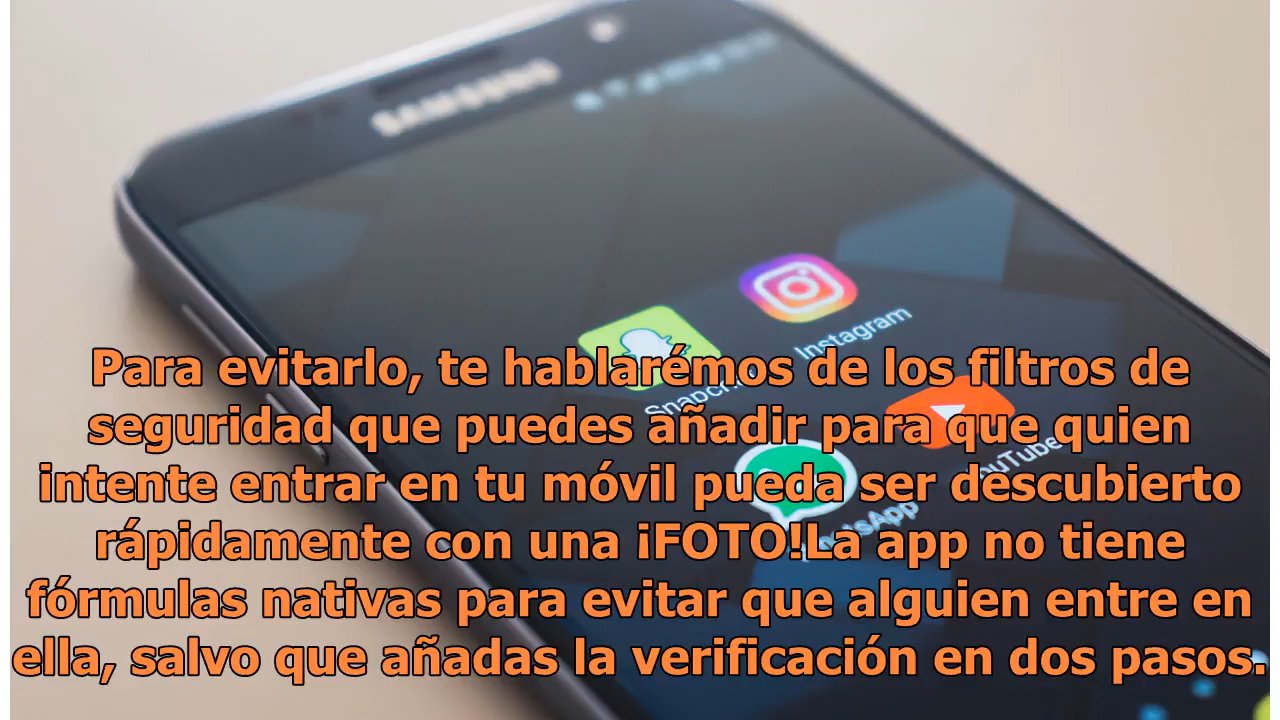 SAMSUNG
Instagram
Para evitarlo, te hablarémos de los filtros de
seguridad que puedes añadir para que quien
intente entrar en tu móvil pueda ser descubierto
rápidamente con una ¡FOTO!La app no tiene
fórmulas nativas para evitar que alguien entre en
ella, salvo que añadas la verificación en dos pasos.